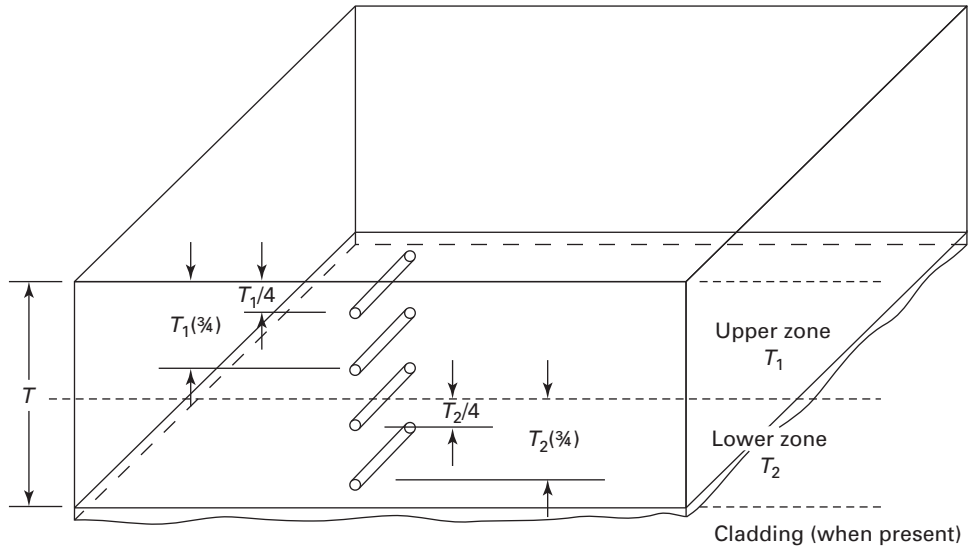 T₁/4
T₁(¾)
Upper zone
T₁
T
T₂/4
T₂(¾)
Lower zone
T₂
Cladding (when present)